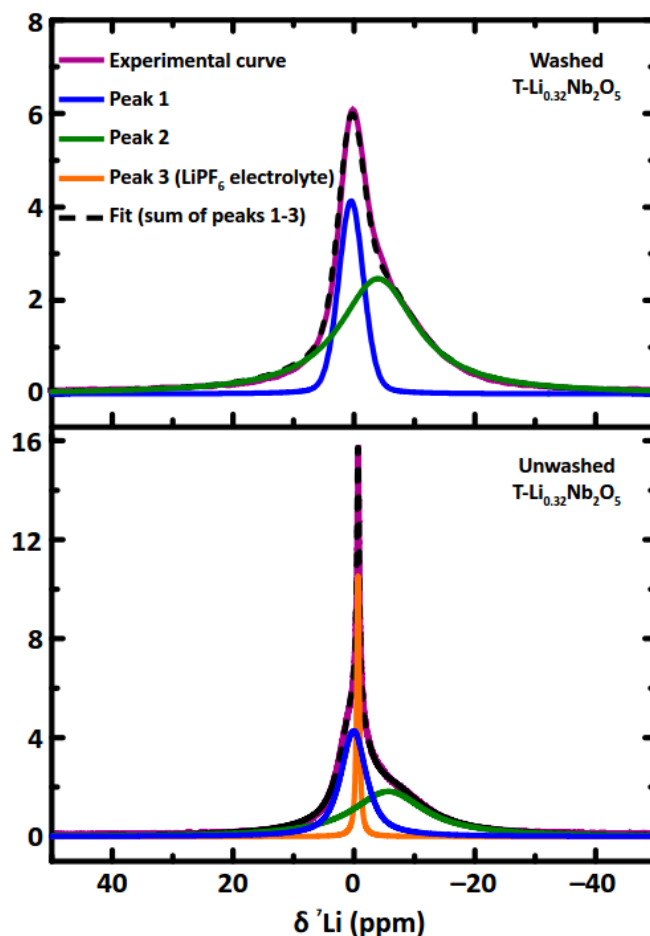 8
Experimental curve
Peak 1
Peak 2
Peak 3 (LiPF₆ electrolyte)
Fit (sum of peaks 1-3)
Washed
T-Li₀.₃₂Nb₂O₅
6
4
2
0
16
Unwashed
T-Li₀.₃₂Nb₂O₅
12
8
4
0
40
20
0
−20
−40
δ ⁷Li (ppm)